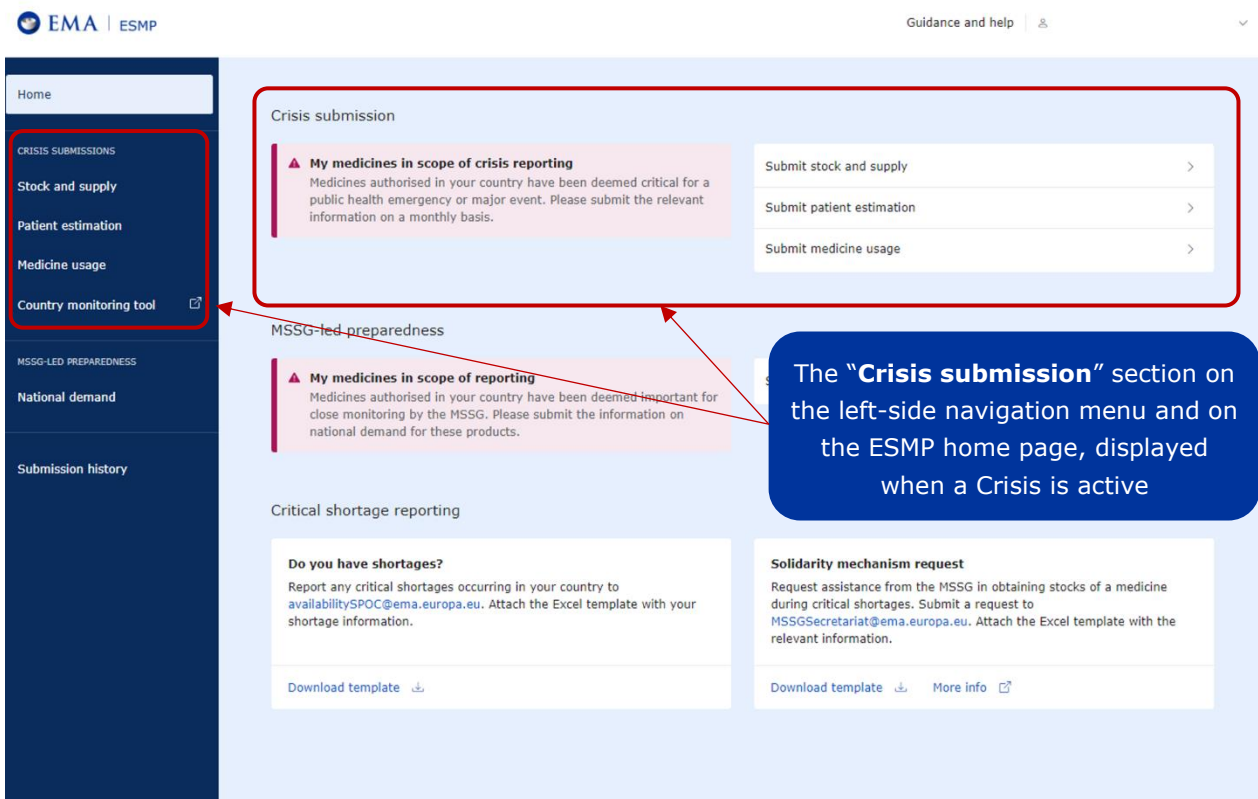 EMA | ESMP
Guidance and help
Home
CRISIS SUBMISSIONS
Stock and supply
Patient estimation
Medicine usage
Country monitoring tool
MSSG-LED PREPAREDNESS
National demand
Submission history
Crisis submission
My medicines in scope of crisis reporting
Medicines authorised in your country have been deemed critical for a
public health emergency or major event. Please submit the relevant
information on a monthly basis.
Submit stock and supply
Submit patient estimation
Submit medicine usage
MSSG-led preparedness
My medicines in scope of reporting
Medicines authorised in your country have been deemed important for
close monitoring by the MSSG. Please submit the information on
national demand for these products.
The “Crisis submission” section on
the left-side navigation menu and on
the ESMP home page, displayed
when a Crisis is active
Critical shortage reporting
Do you have shortages?
Report any critical shortages occurring in your country to
availabilitySPOC@ema.europa.eu. Attach the Excel template with your
shortage information.
Download template
Solidarity mechanism request
Request assistance from the MSSG in obtaining stocks of a medicine
during critical shortages. Submit a request to
MSSGSecretariat@ema.europa.eu. Attach the Excel template with the
relevant information.
Download template More info